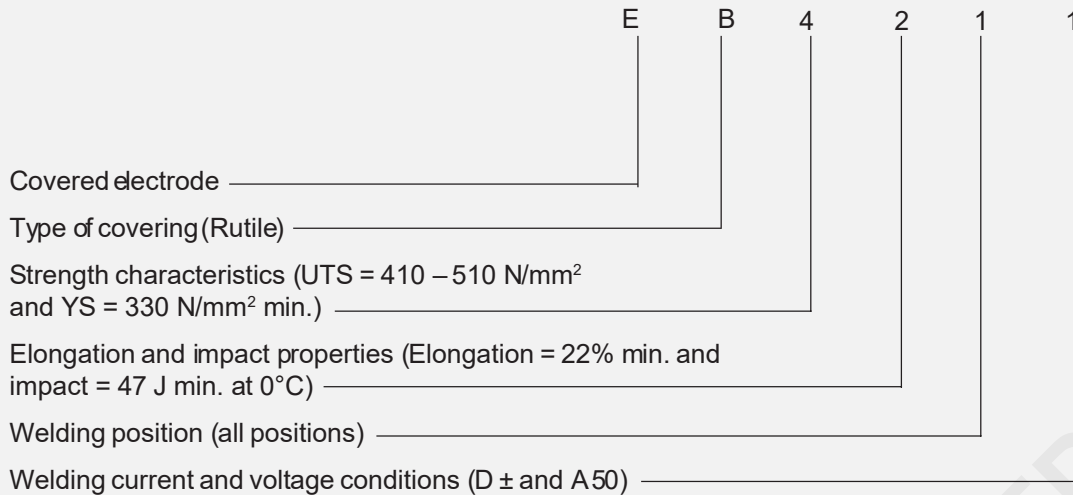 E B 4 2 1 1
Covered electrode
Type of covering (Rutile)
Strength characteristics (UTS = 410 – 510 N/mm²
and YS = 330 N/mm² min.)
Elongation and impact properties (Elongation = 22% min. and
impact = 47 J min. at 0°C)
Welding position (all positions)
Welding current and voltage conditions (D ± and A 50)